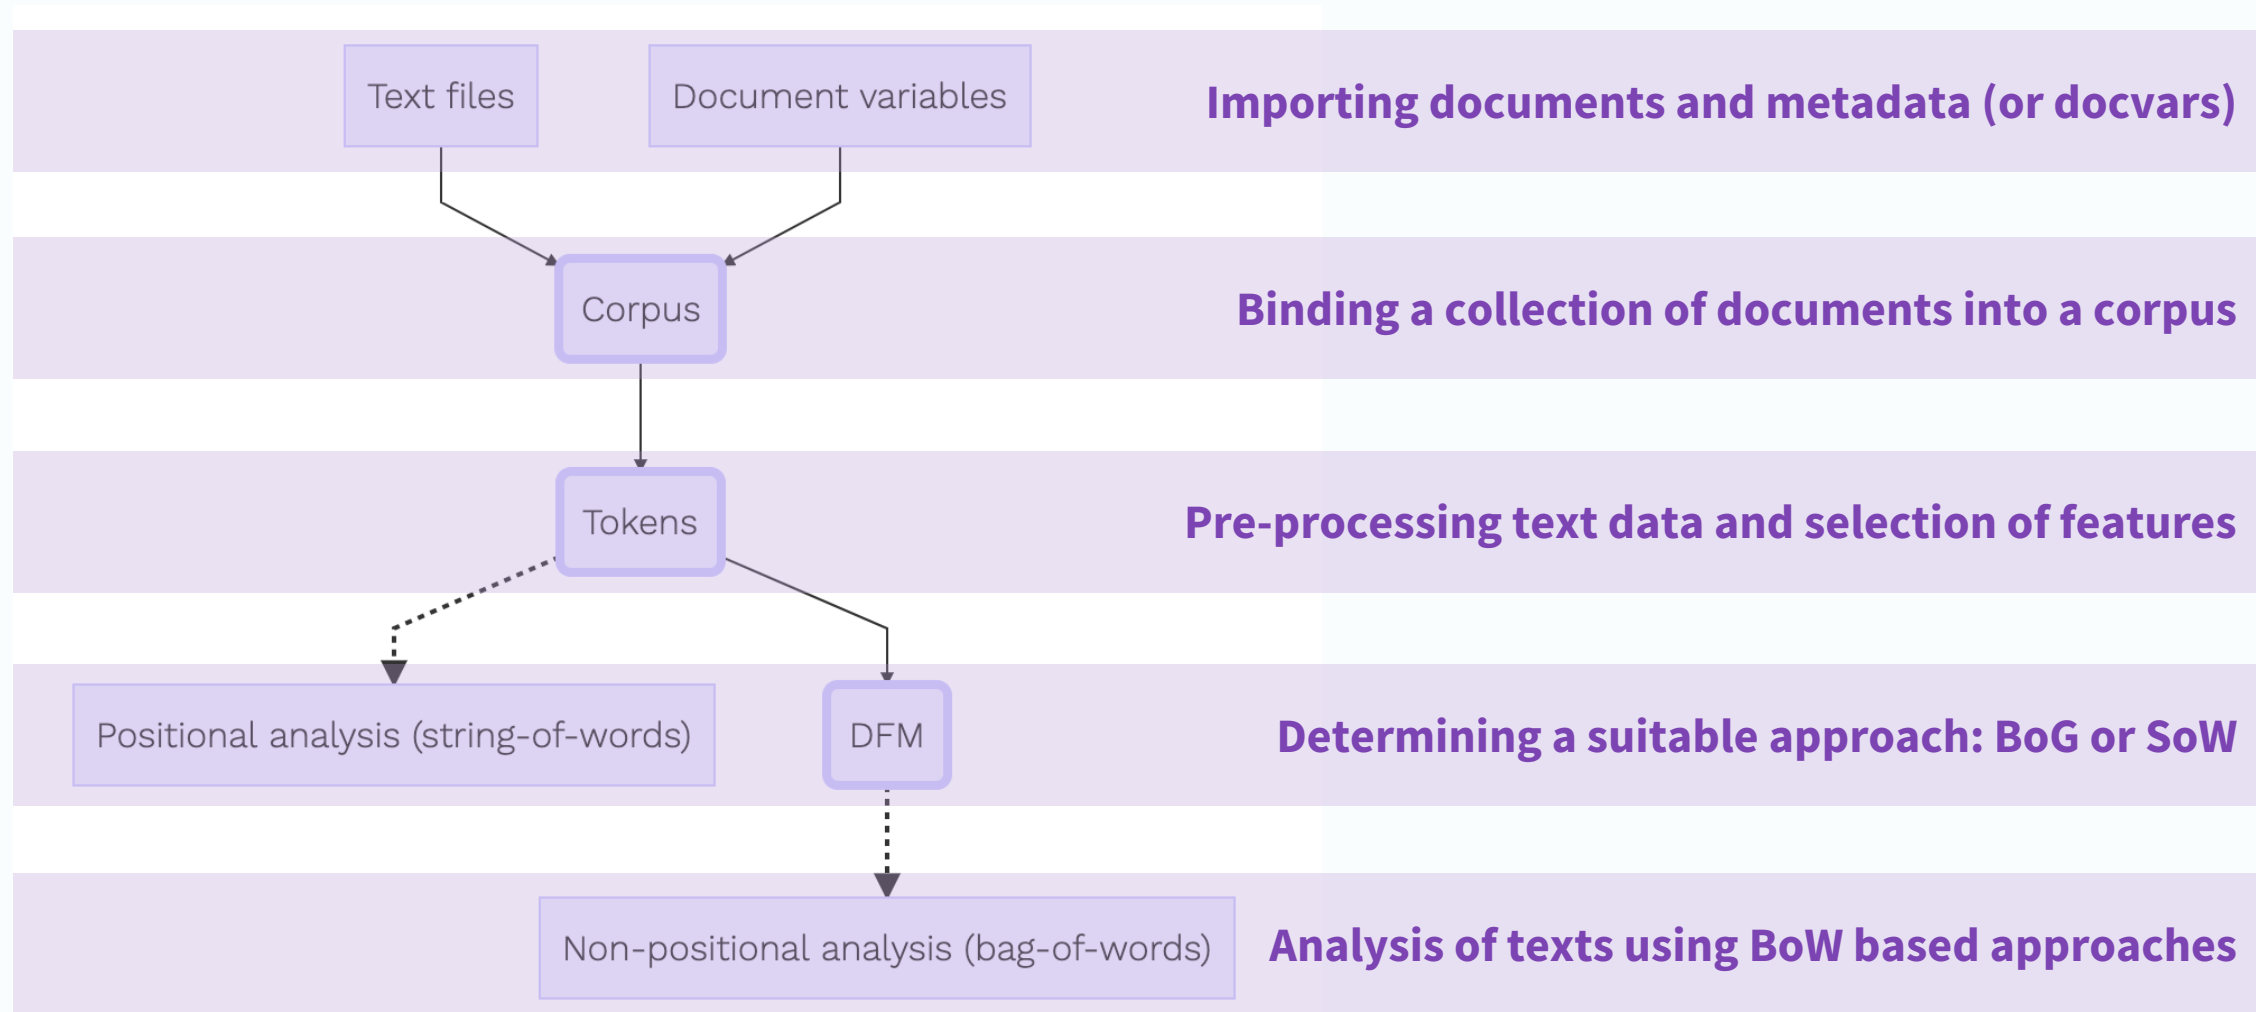 Text files
Document variables
Importing documents and metadata (or docvars)
Corpus
Binding a collection of documents into a corpus
Tokens
Pre-processing text data and selection of features
Positional analysis (string-of-words)
DFM
Determining a suitable approach: BoG or SoW
Non-positional analysis (bag-of-words)
Analysis of texts using BoW based approaches